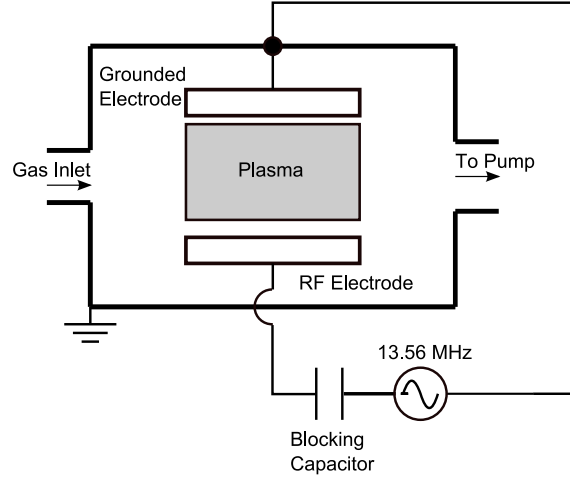 Grounded
Electrode
Gas Inlet
Plasma
To Pump
RF Electrode
13.56 MHz
Blocking
Capacitor